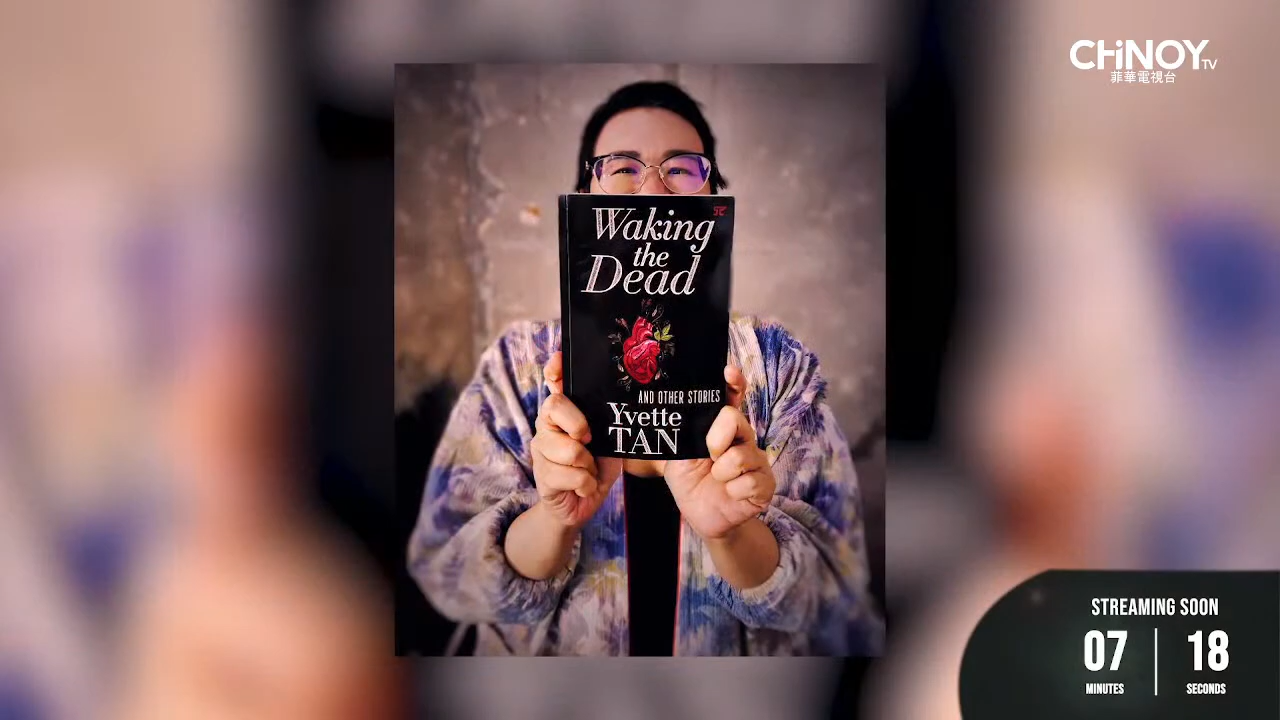 CHiNOY TV
菲華電視台
Waking
the
Dead
AND OTHER STORIES
Yvette
TAN
STREAMING SOON
07 18
MINUTES SECONDS